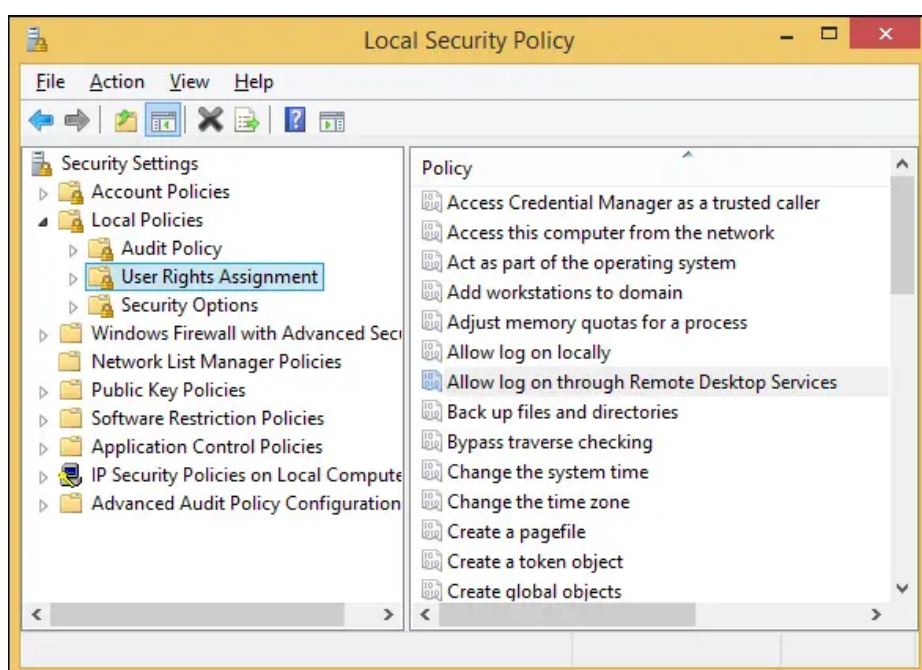 Local Security Policy
File Action View Help
Security Settings
Account Policies
Local Policies
Audit Policy
User Rights Assignment
Security Options
Windows Firewall with Advanced Secu
Network List Manager Policies
Public Key Policies
Software Restriction Policies
Application Control Policies
IP Security Policies on Local Compute
Advanced Audit Policy Configuration
Policy
Access Credential Manager as a trusted caller
Access this computer from the network
Act as part of the operating system
Add workstations to domain
Adjust memory quotas for a process
Allow log on locally
Allow log on through Remote Desktop Services
Back up files and directories
Bypass traverse checking
Change the system time
Change the time zone
Create a pagefile
Create a token object
Create global objects